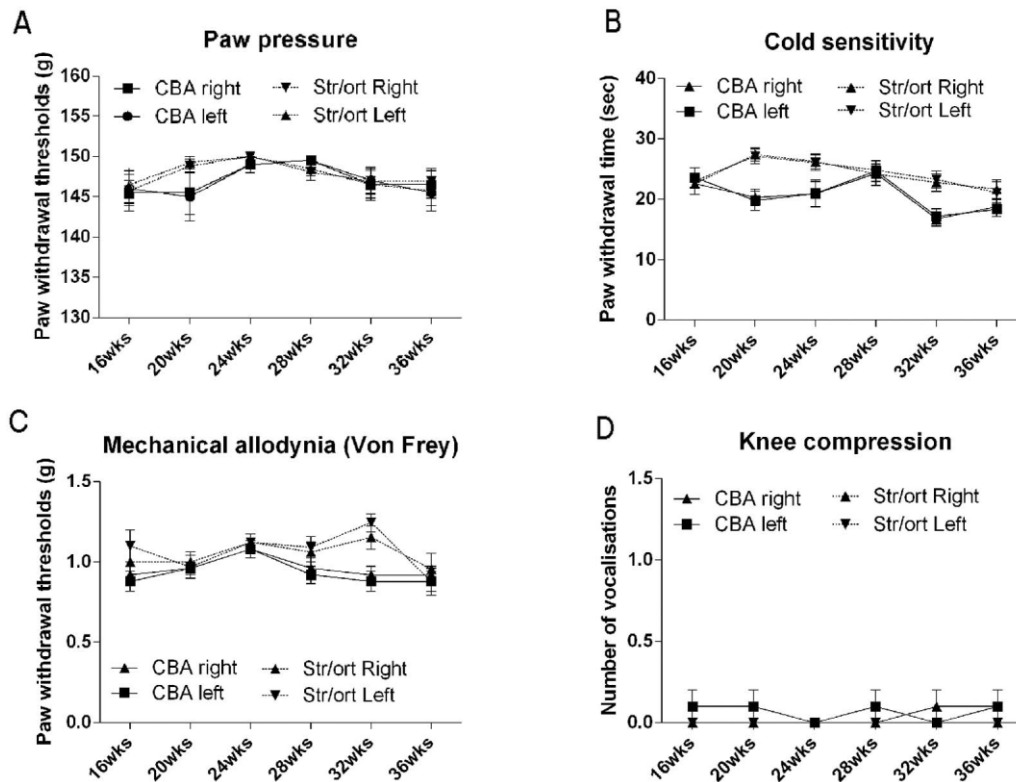 A
Paw pressure
Paw withdrawal thresholds (g)
160
155
150
145
140
135
130
CBA right
CBA left
Str/ort Right
Str/ort Left
16wks
20wks
24wks
28wks
32wks
36wks
B
Cold sensitivity
Paw withdrawal time (sec)
40
30
20
10
0
CBA right
CBA left
Str/ort Right
Str/ort Left
16wks
20wks
24wks
28wks
32wks
36wks
C
Mechanical allodynia (Von Frey)
Paw withdrawal thresholds (g)
1.5
1.0
0.5
0.0
CBA right
CBA left
Str/ort Right
Str/ort Left
16wks
20wks
24wks
28wks
32wks
36wks
D
Knee compression
Number of vocalisations
1.5
1.0
0.5
0.0
CBA right
CBA left
Str/ort Right
Str/ort Left
16wks
20wks
24wks
28wks
32wks
36wks